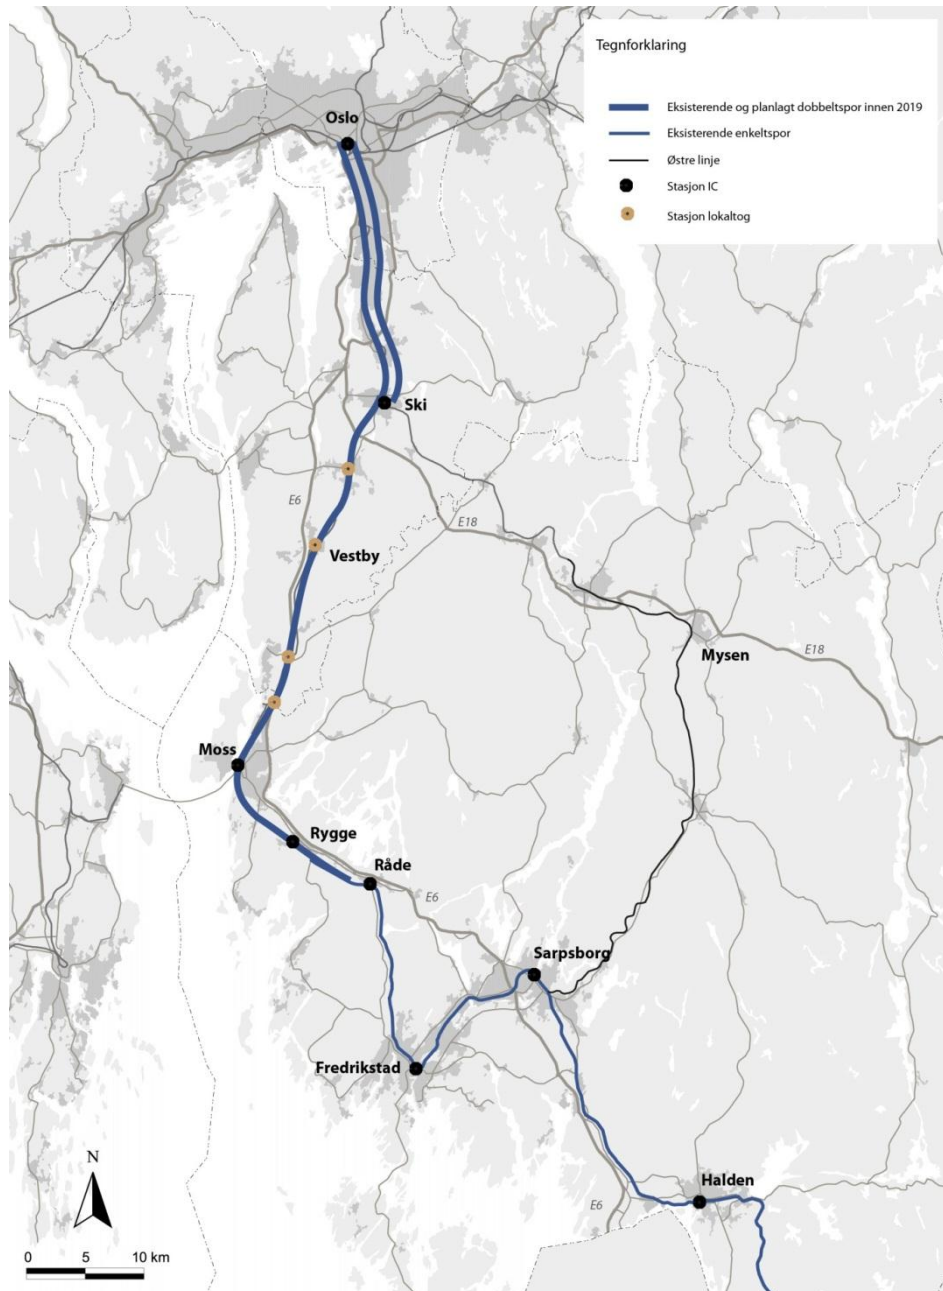 Tegnforklaring
Eksisterende og planlagt dobbeltspor innen 2019
Eksisterende enkeltspor
Østre linje
Stasjon IC
Stasjon lokaltog
Oslo
Ski
E6
E18
Vestby
Mysen
E18
Moss
Rygge
Råde
E6
Sarpsborg
Fredrikstad
Halden
E6
N
0 5 10 km